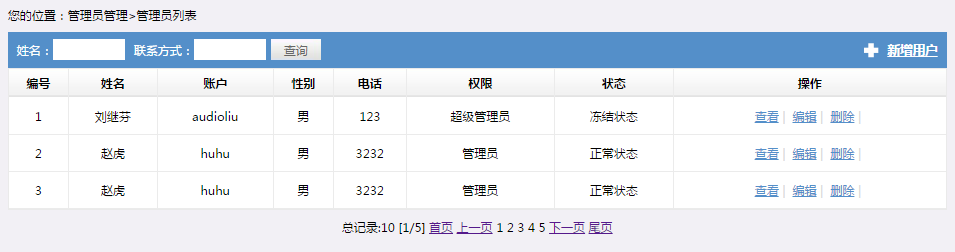 您的位置：管理员管理>管理员列表
姓名： 联系方式： 查询 新增用户
编号 姓名 账户 性别 电话 权限 状态 操作
1 刘继芬 audioliu 男 123 超级管理员 冻结状态 查看 | 编辑 | 删除 |
2 赵虎 huhu 男 3232 管理员 正常状态 查看 | 编辑 | 删除 |
3 赵虎 huhu 男 3232 管理员 正常状态 查看 | 编辑 | 删除 |
总记录:10 [1/5] 首页 上一页 1 2 3 4 5 下一页 尾页